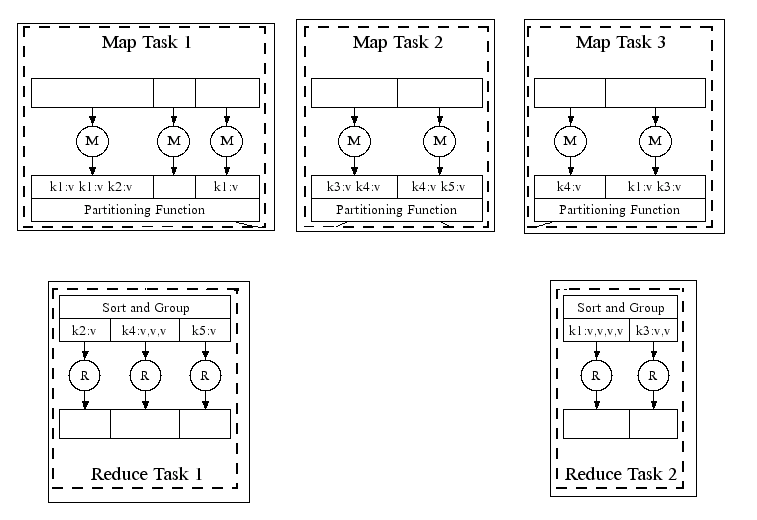 Map Task 1
Map Task 2
Map Task 3
M
M
M
M
M
M
M
k1:v k1:v k2:v
k1:v
k3:v k4:v
k4:v k5:v
k4:v
k1:v k3:v
Partitioning Function
Partitioning Function
Partitioning Function
Sort and Group
k2:v
k4:v,v,v
k5:v
R
R
R
Reduce Task 1
Sort and Group
k1:v,v,v,v
k3:v,v
R
R
Reduce Task 2